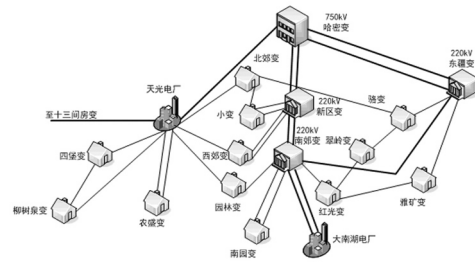 750kV
哈密变
220kV
东疆变
北郊变
天光电厂
骆变
220kV
新区变
小变
至十三间房变
220kV
南郊变
翠岭变
四堡变
西郊变
柳树泉变
农盛变
园林变
红光变
雅矿变
南园变
大南湖电厂